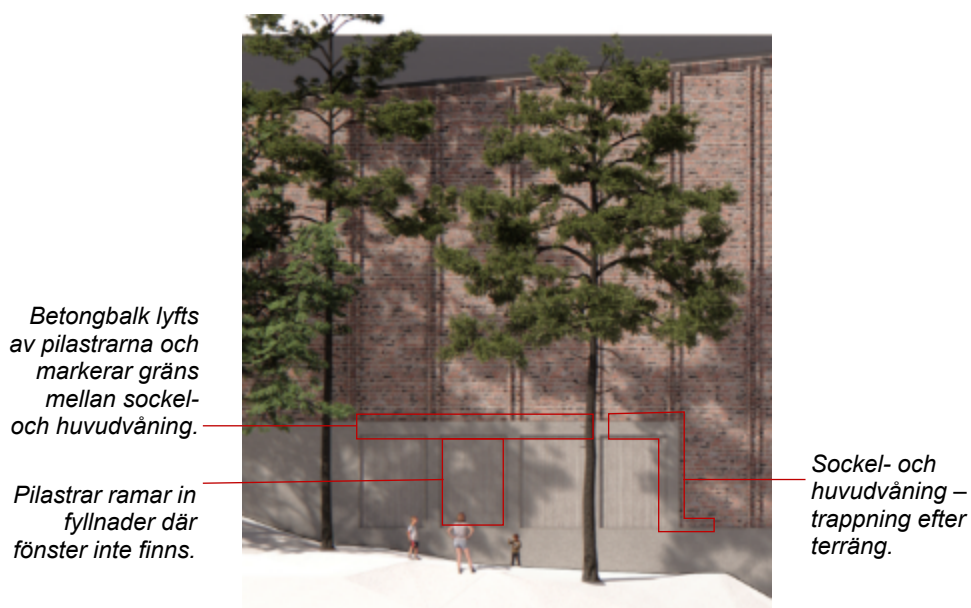 Betongbalk lyfts
av pilastrarna och
markerar gräns
mellan sockel-
och huvudvåning.
Pilastrar ramar in
fyllnader där
fönster inte finns.
Sockel- och
huvudvåning –
trappning efter
terräng.